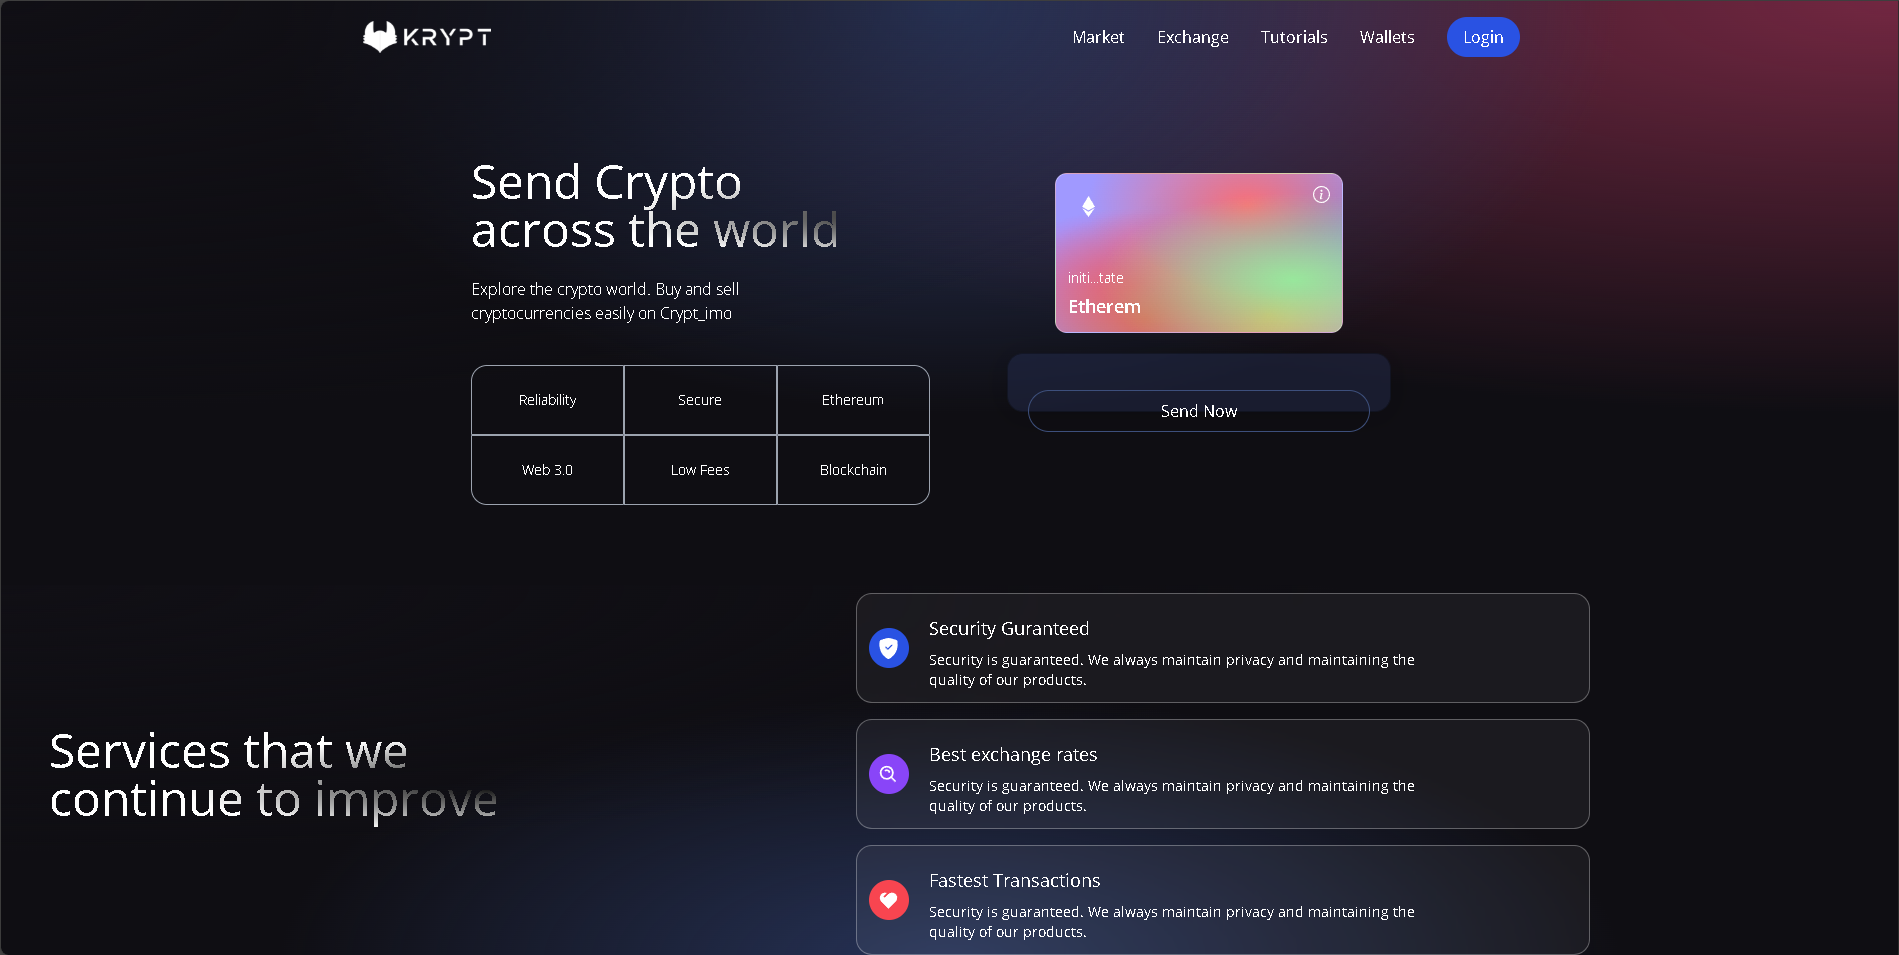 KRYPT
Market
Exchange
Tutorials
Wallets
Login
Send Crypto
across the world
Explore the crypto world. Buy and sell
cryptocurrencies easily on Crypt_imo
Reliability
Secure
Ethereum
Web 3.0
Low Fees
Blockchain
initi...tate
Etherem
Send Now
Services that we
continue to improve
Security Guranteed
Security is guaranteed. We always maintain privacy and maintaining the
quality of our products.
Best exchange rates
Security is guaranteed. We always maintain privacy and maintaining the
quality of our products.
Fastest Transactions
Security is guaranteed. We always maintain privacy and maintaining the
quality of our products.